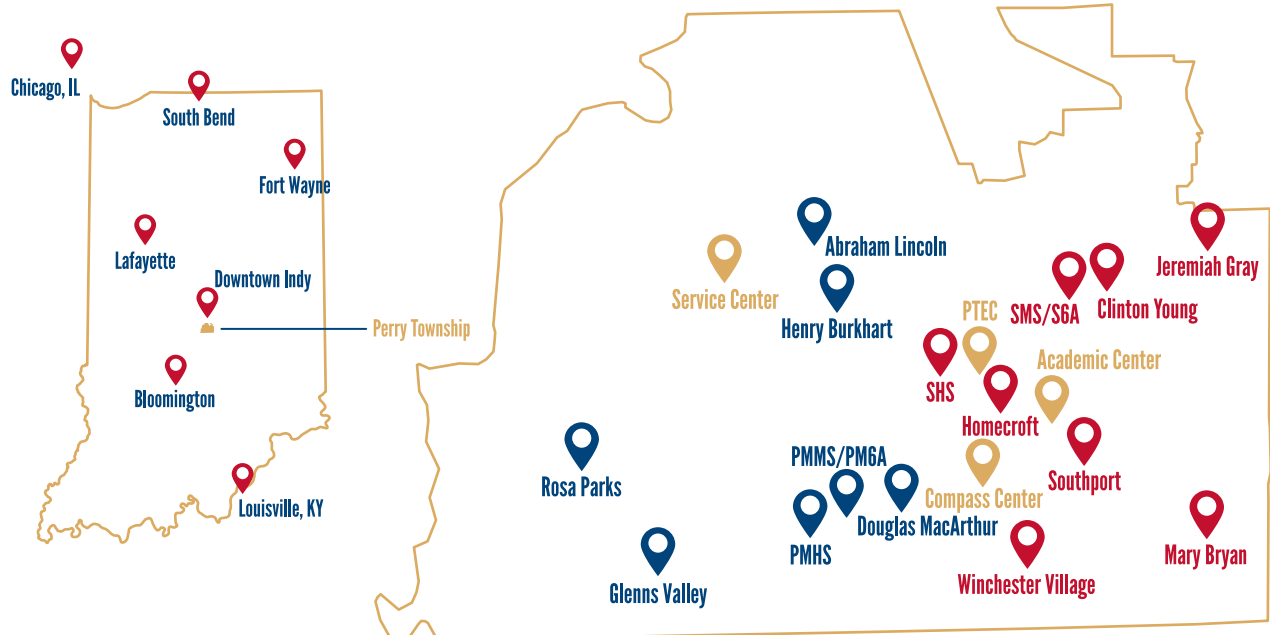 Chicago, IL
South Bend
Fort Wayne
Lafayette
Downtown Indy
Perry Township
Bloomington
Louisville, KY
Abraham Lincoln
Service Center
Henry Burkhart
Jeremiah Gray
SMS/S6A
Clinton Young
PTEC
SHS
Academic Center
Homecroft
Rosa Parks
PMMS/PM6A
Southport
Compass Center
Douglas MacArthur
PMHS
Mary Bryan
Winchester Village
Glenns Valley